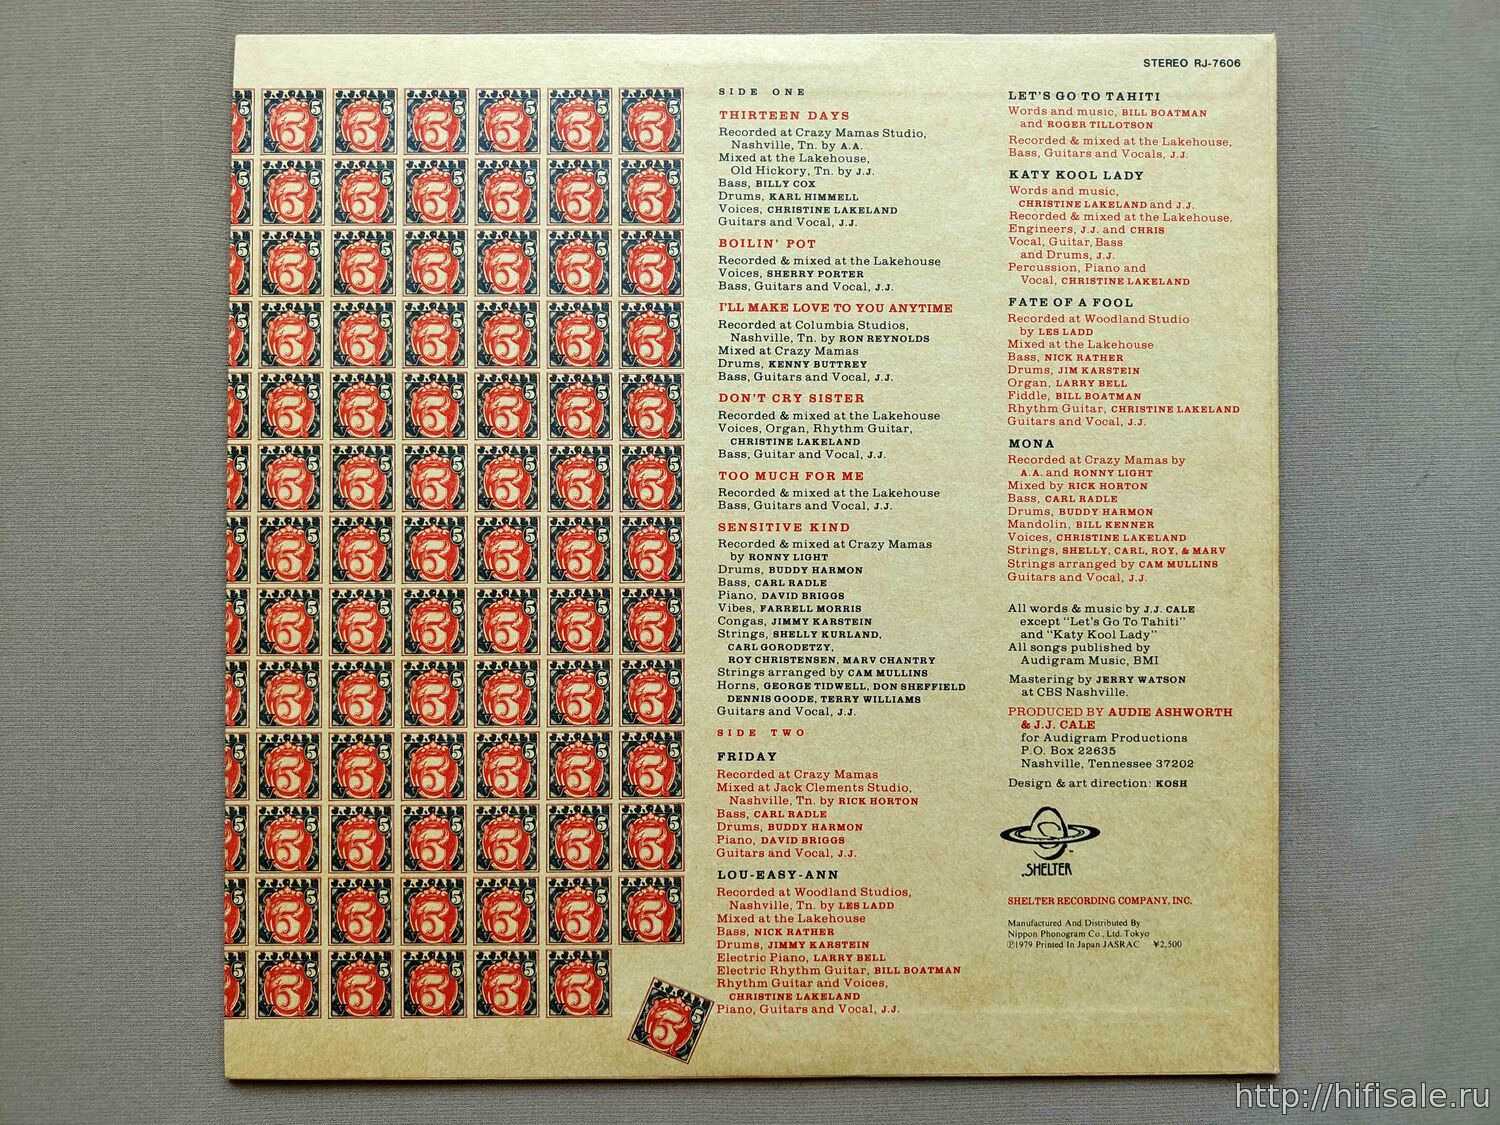 STEREO RJ-7606
SIDE ONE
THIRTEEN DAYS
Recorded at Crazy Mamas Studio,
Nashville, Tn. by A.A.
Mixed at the Lakehouse,
Old Hickory, Tn. by J.J.
Bass, BILLY COX
Drums, KARL HIMMELL
Voices, CHRISTINE LAKELAND
Guitars and Vocal, J.J.
BOILIN' POT
Recorded & mixed at the Lakehouse
Voices, SHERRY PORTER
Bass, Guitars and Vocal, J.J.
I'LL MAKE LOVE TO YOU ANYTIME
Recorded at Columbia Studios,
Nashville, Tn. by RON REYNOLDS
Mixed at Crazy Mamas
Drums, KENNY BUTTREY
Bass, Guitars and Vocal, J.J.
DON'T CRY SISTER
Recorded & mixed at the Lakehouse
Voices, Organ, Rhythm Guitar,
CHRISTINE LAKELAND
Bass, Guitar and Vocal, J.J.
TOO MUCH FOR ME
Recorded & mixed at the Lakehouse
Bass, Guitars and Vocal, J.J.
SENSITIVE KIND
Recorded & mixed at Crazy Mamas
by RONNY LIGHT
Drums, BUDDY HARMON
Bass, CARL RADLE
Piano, DAVID BRIGGS
Vibes, FARRELL MORRIS
Congas, JIMMY KARSTEIN
Strings, SHELLY KURLAND,
CARL GORODETZY,
ROY CHRISTENSEN, MARV CHANTRY
Strings arranged by CAM MULLINS
Horns, GEORGE TIDWELL, DON SHEFFIELD
DENNIS GOODE, TERRY WILLIAMS
Guitars and Vocal, J.J.
SIDE TWO
FRIDAY
Recorded at Crazy Mamas
Mixed at Jack Clements Studio,
Nashville, Tn. by RICK HORTON
Bass, CARL RADLE
Drums, BUDDY HARMON
Piano, DAVID BRIGGS
Guitars and Vocal, J.J.
LOU-EASY-ANN
Recorded at Woodland Studios,
Nashville, Tn. by LES LADD
Mixed at the Lakehouse
Bass, NICK RATHER
Drums, JIMMY KARSTEIN
Electric Piano, LARRY BELL
Electric Rhythm Guitar, BILL BOATMAN
Rhythm Guitar and Voices,
CHRISTINE LAKELAND
Piano, Guitars and Vocal, J.J.
LET'S GO TO TAHITI
Words and music, BILL BOATMAN
and ROGER TILLOTSON
Recorded & mixed at the Lakehouse,
Bass, Guitars and Vocals, J.J.
KATY KOOL LADY
Words and music,
CHRISTINE LAKELAND and J.J.
Recorded & mixed at the Lakehouse.
Engineers, J.J. and CHRIS
Vocal, Guitar, Bass
and Drums, J.J.
Percussion, Piano and
Vocal, CHRISTINE LAKELAND
FATE OF A FOOL
Recorded at Woodland Studio
by LES LADD
Mixed at the Lakehouse
Bass, NICK RATHER
Drums, JIM KARSTEIN
Organ, LARRY BELL
Fiddle, BILL BOATMAN
Rhythm Guitar, CHRISTINE LAKELAND
Guitars and Vocal, J.J.
MONA
Recorded at Crazy Mamas by
A.A. and RONNY LIGHT
Mixed by RICK HORTON
Bass, CARL RADLE
Drums, BUDDY HARMON
Mandolin, BILL KENNER
Voices, CHRISTINE LAKELAND
Strings, SHELLY, CARL, ROY, & MARV
Strings arranged by CAM MULLINS
Guitars and Vocal, J.J.
All words & music by J.J. CALE
except "Let's Go To Tahiti"
and "Katy Kool Lady"
All songs published by
Audigram Music, BMI
Mastering by JERRY WATSON
at CBS Nashville.
PRODUCED BY AUDIE ASHWORTH
& J.J. CALE
for Audigram Productions
P.O. Box 22635
Nashville, Tennessee 37202
Design & art direction: KOSH
SHELTER
SHELTER RECORDING COMPANY, INC.
Manufactured And Distributed By
Nippon Phonogram Co., Ltd. Tokyo
℗1979 Printed In Japan JASRAC ¥2,500
http://hifisale.ru